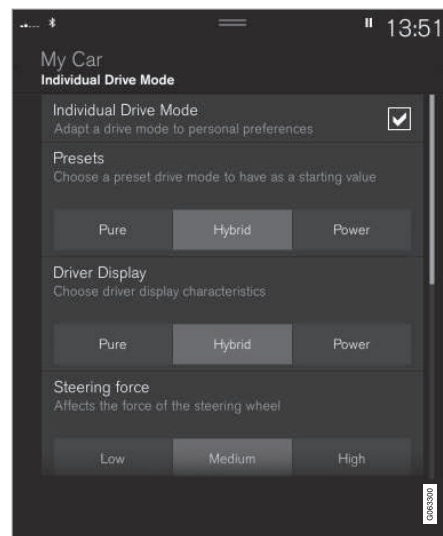 13:51
My Car
Individual Drive Mode
Individual Drive Mode
Adapt a drive mode to personal preferences
Presets
Choose a preset drive mode to have as a starting value
Pure Hybrid Power
Driver Display
Choose driver display characteristics
Pure Hybrid Power
Steering force
Affects the force of the steering wheel
Low Medium High
G063300